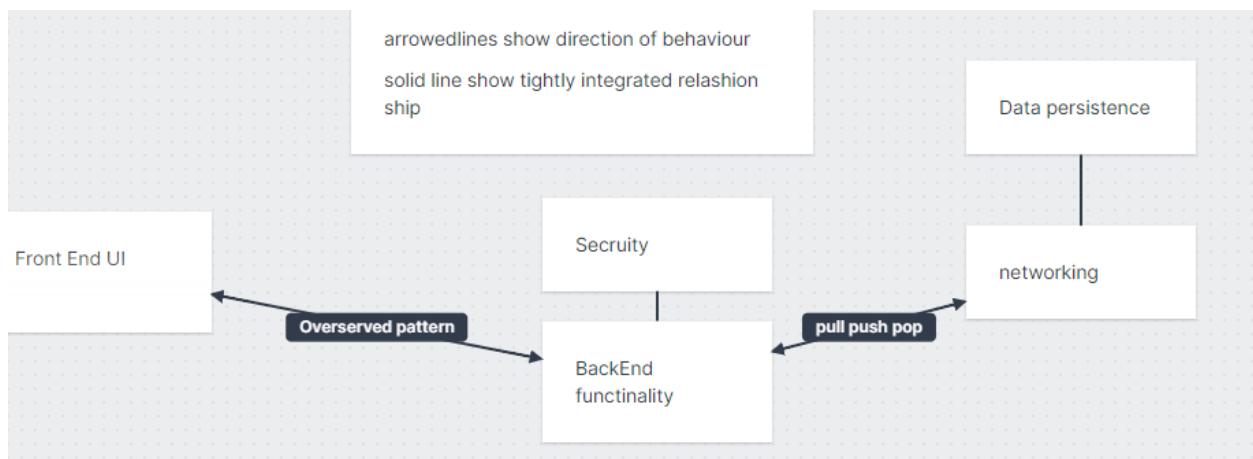 arrowedlines show direction of behaviour
solid line show tightly integrated relashion
ship
Data persistence
Secruity
Front End UI
networking
Overserved pattern
pull push pop
BackEnd
functinality